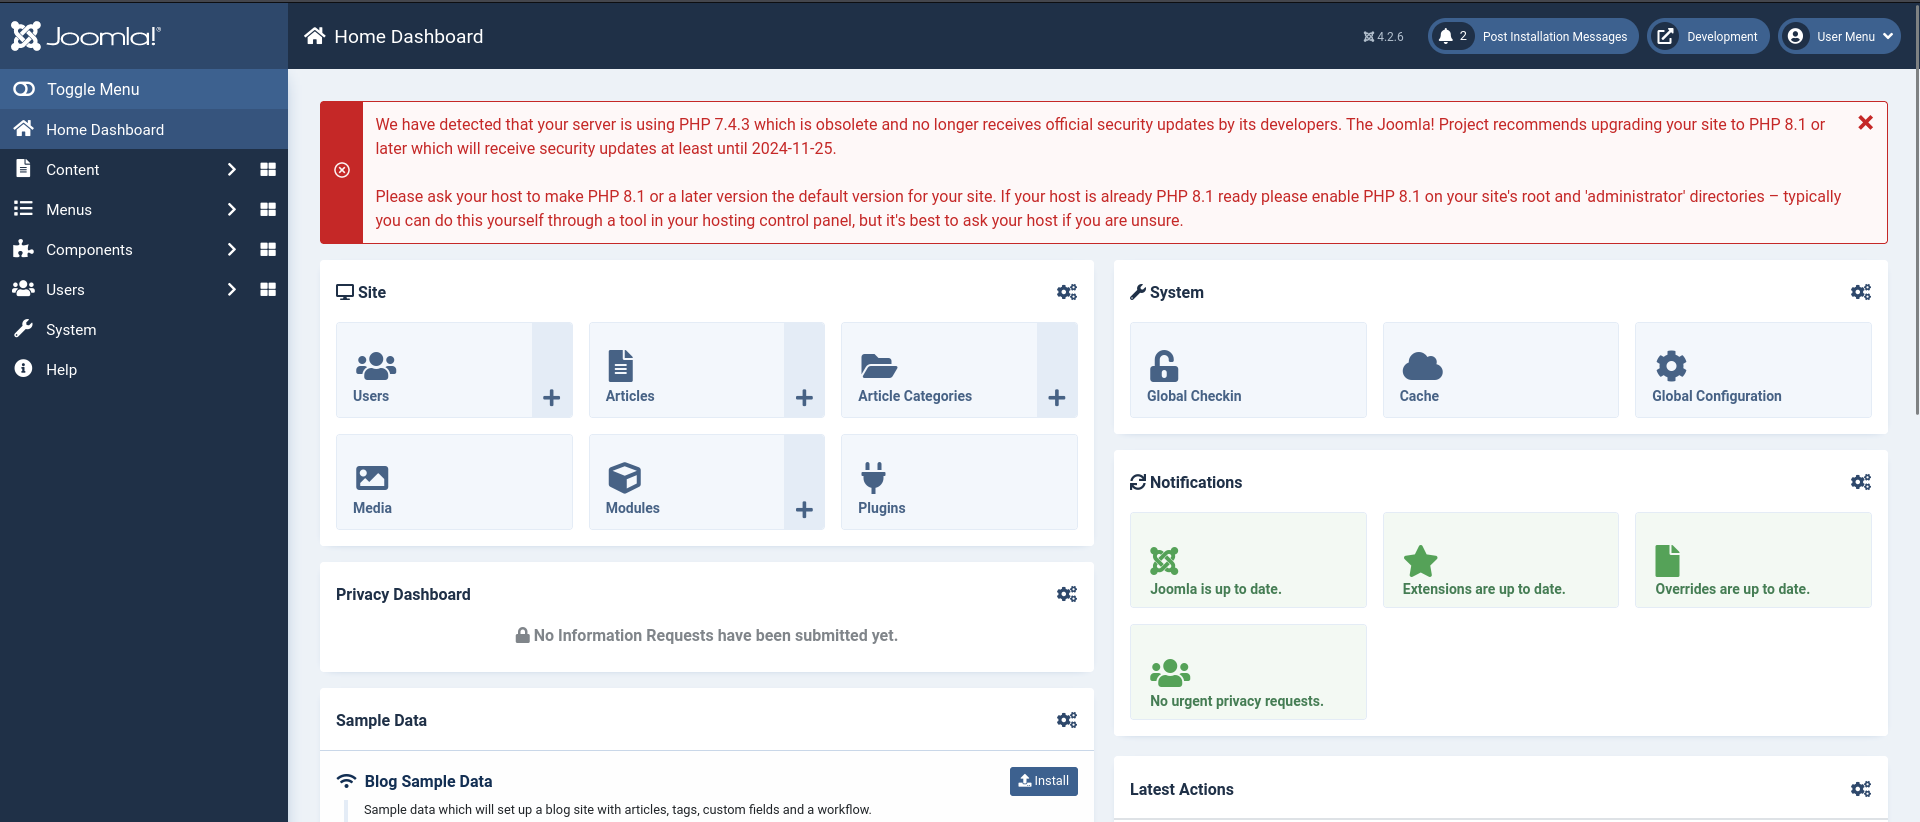 Joomla!®
Home Dashboard
4.2.6
2 Post Installation Messages
Development
User Menu
Toggle Menu
Home Dashboard
Content
Menus
Components
Users
System
Help
We have detected that your server is using PHP 7.4.3 which is obsolete and no longer receives official security updates by its developers. The Joomla! Project recommends upgrading your site to PHP 8.1 or
later which will receive security updates at least until 2024-11-25.
Please ask your host to make PHP 8.1 or a later version the default version for your site. If your host is already PHP 8.1 ready please enable PHP 8.1 on your site's root and 'administrator' directories – typically
you can do this yourself through a tool in your hosting control panel, but it's best to ask your host if you are unsure.
Site
Users
Articles
Article Categories
Media
Modules
Plugins
Privacy Dashboard
No Information Requests have been submitted yet.
Sample Data
Blog Sample Data
Install
Sample data which will set up a blog site with articles, tags, custom fields and a workflow.
System
Global Checkin
Cache
Global Configuration
Notifications
Joomla is up to date.
Extensions are up to date.
Overrides are up to date.
No urgent privacy requests.
Latest Actions